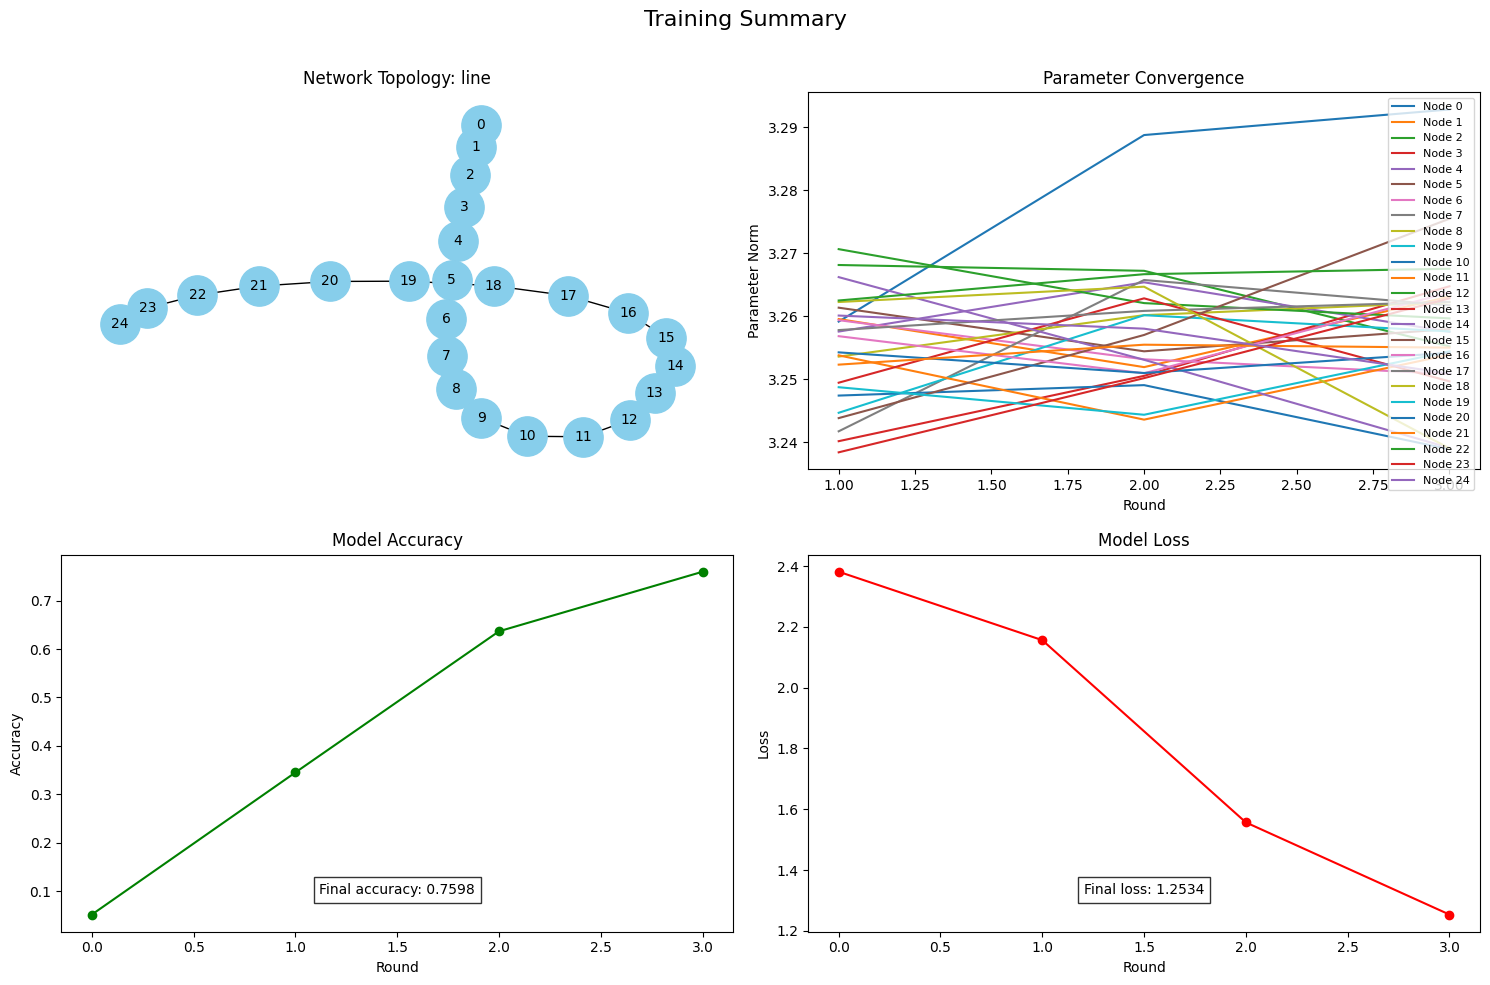 Training Summary
Network Topology: line
0
1
2
3
4
5
6
7
8
9
10
11
12
13
14
15
16
17
18
19
20
21
22
23
24
Parameter Convergence
Parameter Norm
3.29
3.28
3.27
3.26
3.25
3.24
1.00 1.25 1.50 1.75 2.00 2.25 2.50 2.75 3.00
Round
Node 0
Node 1
Node 2
Node 3
Node 4
Node 5
Node 6
Node 7
Node 8
Node 9
Node 10
Node 11
Node 12
Node 13
Node 14
Node 15
Node 16
Node 17
Node 18
Node 19
Node 20
Node 21
Node 22
Node 23
Node 24
Model Accuracy
Accuracy
0.7
0.6
0.5
0.4
0.3
0.2
0.1
Final accuracy: 0.7598
0.0 0.5 1.0 1.5 2.0 2.5 3.0
Round
Model Loss
Loss
2.4
2.2
2.0
1.8
1.6
1.4
1.2
Final loss: 1.2534
0.0 0.5 1.0 1.5 2.0 2.5 3.0
Round